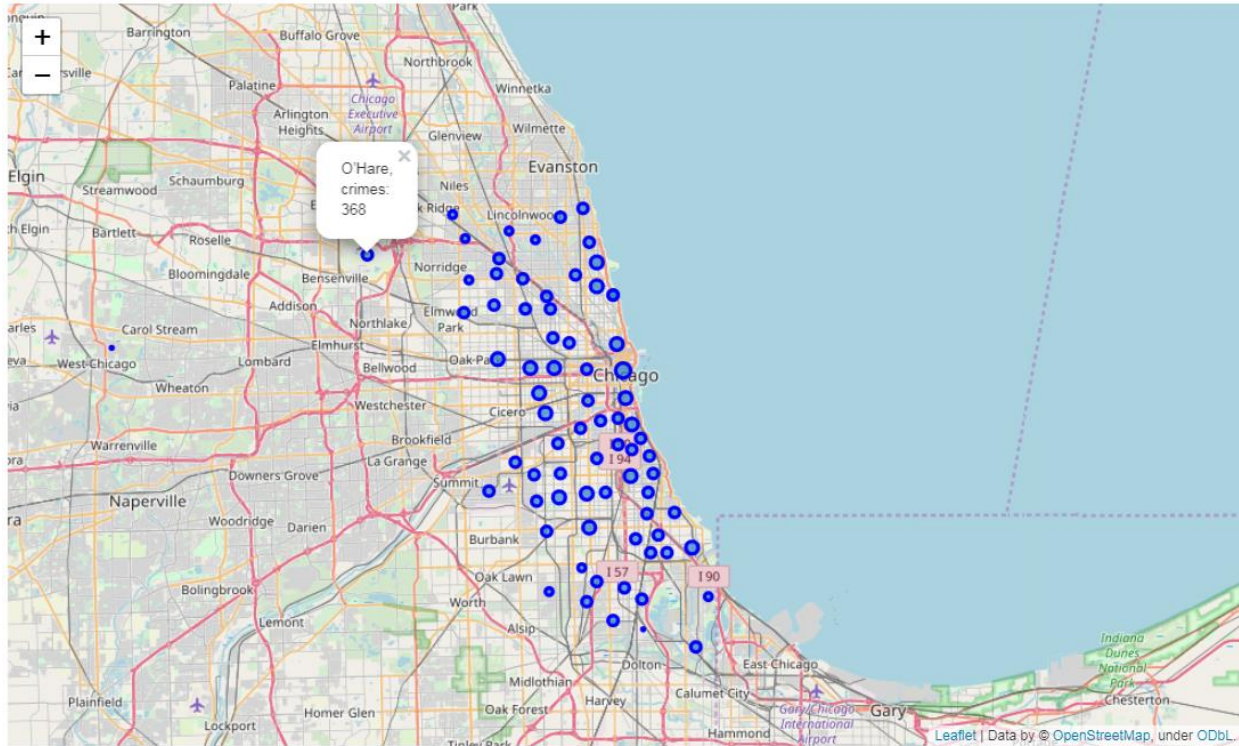 Park
Barrington
Buffalo Grove
Northbrook
Palatine
Winnetka
Chicago
Executive
Airport
Arlington
Heights
Glenview
Wilmette
Evanston
Elgin
Streamwood
Schaumburg
Niles
Lincolnwood
O'Hare,
crimes:
368
×
Bartlett
Roselle
Bloomingdale
Bensenville
Norridge
Addison
Northlake
Elmwood
Park
Carol Stream
West Chicago
Elmhurst
Lombard
Bellwood
Chicago
Wheaton
Westchester
Cicero
Brookfield
Warrenville
La Grange
I 94
Downers Grove
Summit
Naperville
Woodridge
Darien
Burbank
Oak Lawn
I 57
I 90
Bolingbrook
Worth
Lemont
Alsip
Dolton
East Chicago
Indiana
Dunes
National
Park
Midlothian
Calumet City
Plainfield
Harvey
Chesterton
Homer Glen
Oak Forest
Gary/Chicago
International
Airport
Gary
Lockport
Hammond
Tinley Park
+
−
Leaflet | Data by © OpenStreetMap, under ODbL.